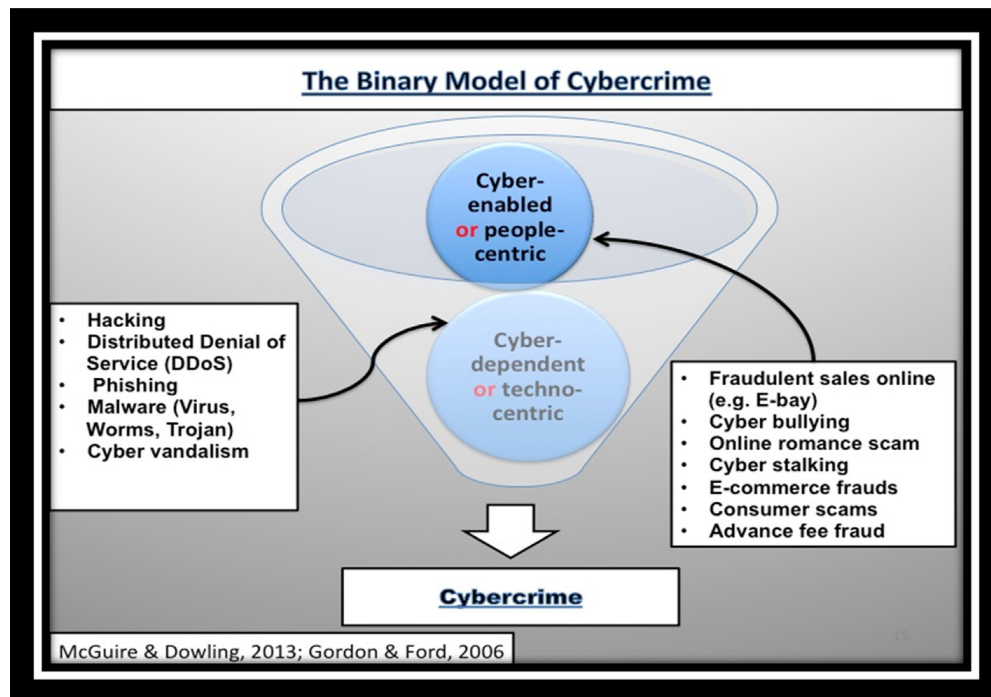 The Binary Model of Cybercrime
Cyber-
enabled
or people-
centric
Cyber-
dependent
or techno-
centric
• Hacking
• Distributed Denial of
Service (DDoS)
• Phishing
• Malware (Virus,
Worms, Trojan)
• Cyber vandalism
• Fraudulent sales online
(e.g. E-bay)
• Cyber bullying
• Online romance scam
• Cyber stalking
• E-commerce frauds
• Consumer scams
• Advance fee fraud
Cybercrime
15
McGuire & Dowling, 2013; Gordon & Ford, 2006